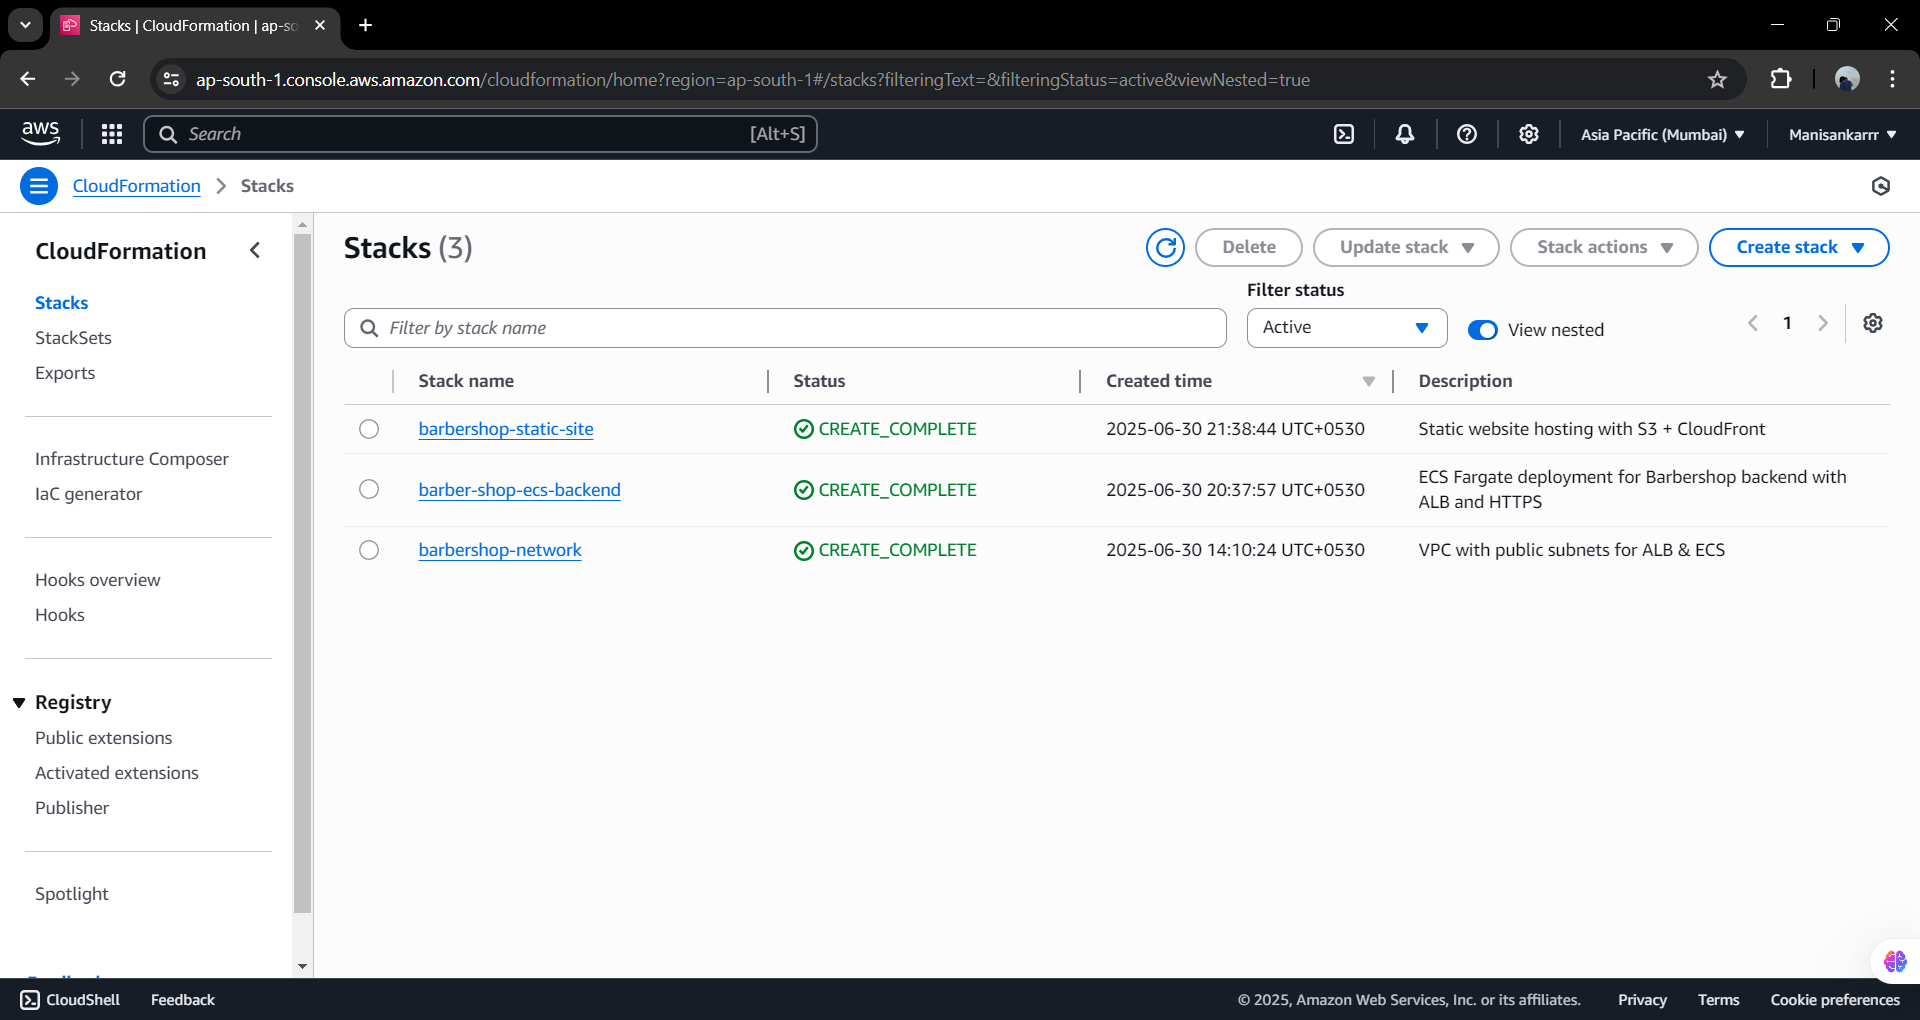 Stacks | CloudFormation | ap-so
ap-south-1.console.aws.amazon.com/cloudformation/home?region=ap-south-1#/stacks?filteringText=&filteringStatus=active&viewNested=true
aws
Search
[Alt+S]
Asia Pacific (Mumbai)
Manisankarrr
CloudFormation
Stacks
CloudFormation
Stacks
StackSets
Exports
Infrastructure Composer
IaC generator
Hooks overview
Hooks
Registry
Public extensions
Activated extensions
Publisher
Spotlight
Stacks (3)
Delete
Update stack
Stack actions
Create stack
Filter by stack name
Filter status
Active
View nested
1
Stack name Status Created time Description
barbershop-static-site CREATE_COMPLETE 2025-06-30 21:38:44 UTC+0530 Static website hosting with S3 + CloudFront
barber-shop-ecs-backend CREATE_COMPLETE 2025-06-30 20:37:57 UTC+0530 ECS Fargate deployment for Barbershop backend with
ALB and HTTPS
barbershop-network CREATE_COMPLETE 2025-06-30 14:10:24 UTC+0530 VPC with public subnets for ALB & ECS
CloudShell
Feedback
© 2025, Amazon Web Services, Inc. or its affiliates.
Privacy
Terms
Cookie preferences